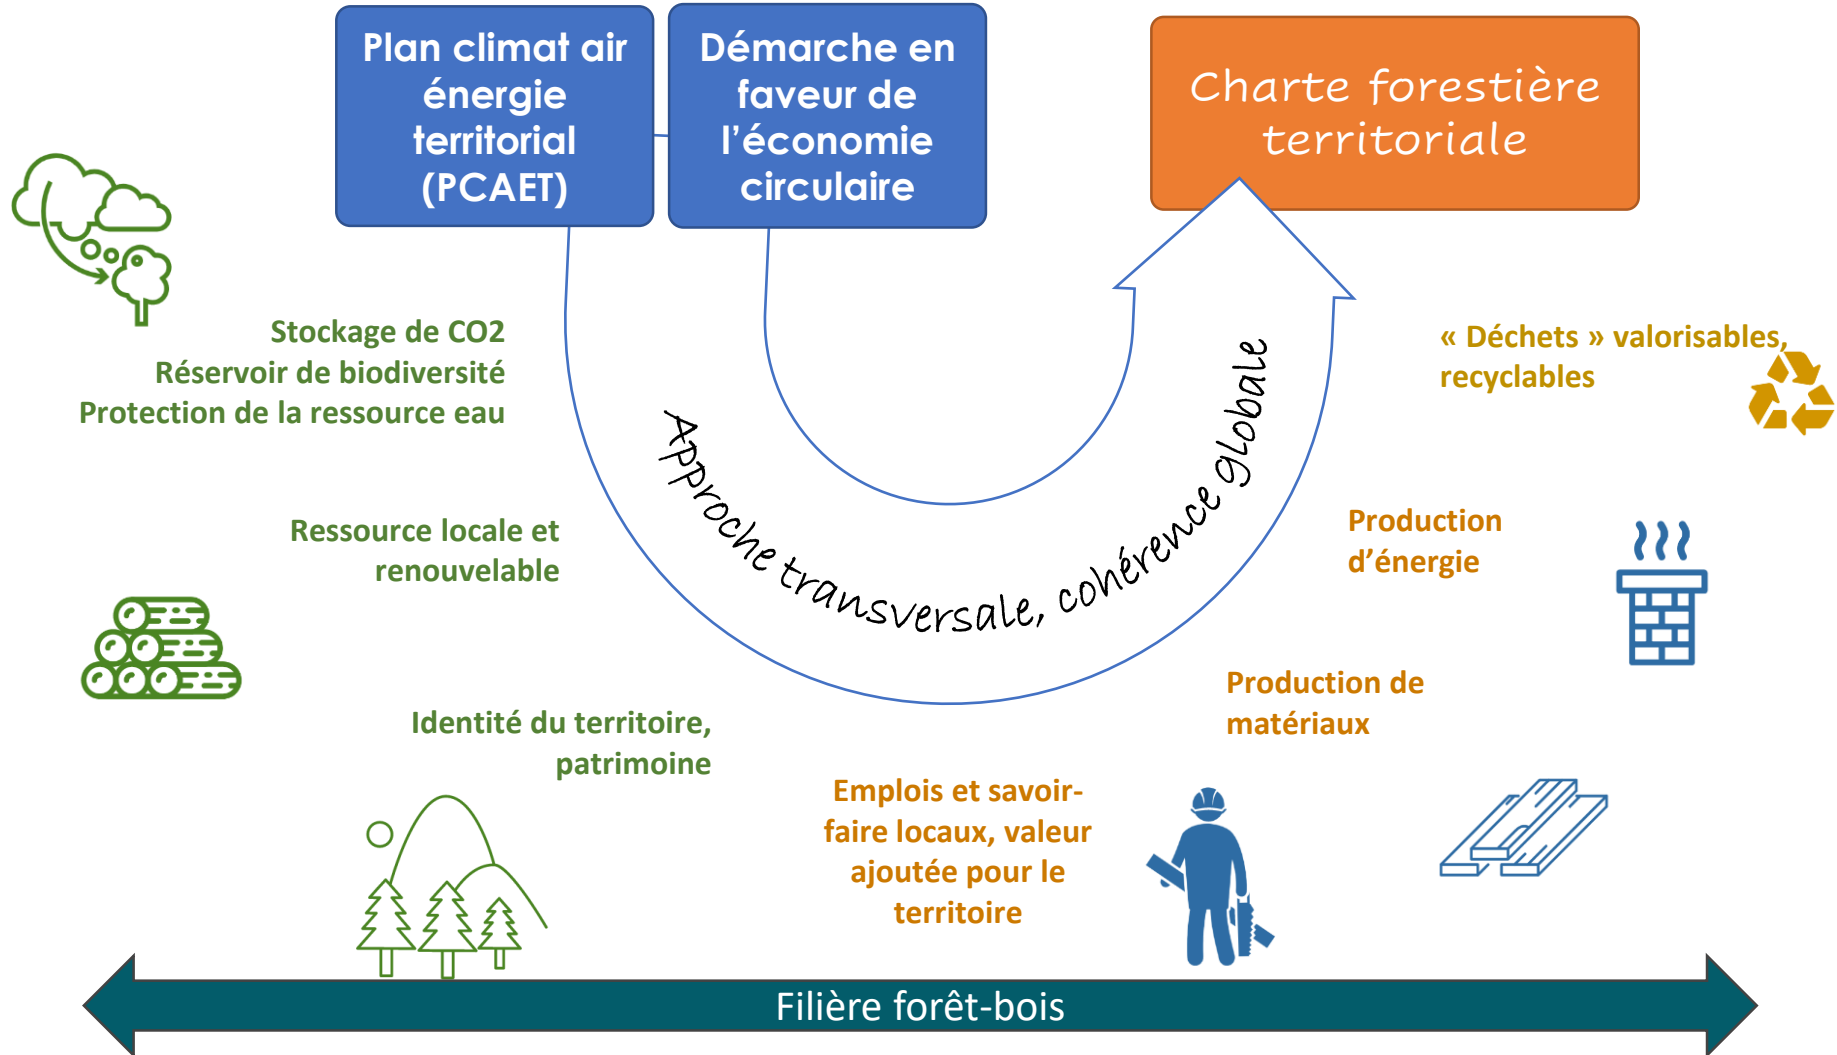 Plan climat air
énergie
territorial
(PCAET)
Démarche en
faveur de
l’économie
circulaire
Charte forestière
territoriale
Stockage de CO2
Réservoir de biodiversité
Protection de la ressource eau
« Déchets » valorisables,
recyclables
Approche transversale, cohérence globale
Ressource locale et
renouvelable
Production
d’énergie
Identité du territoire,
patrimoine
Production de
matériaux
Emplois et savoir-
faire locaux, valeur
ajoutée pour le
territoire
Filière forêt-bois